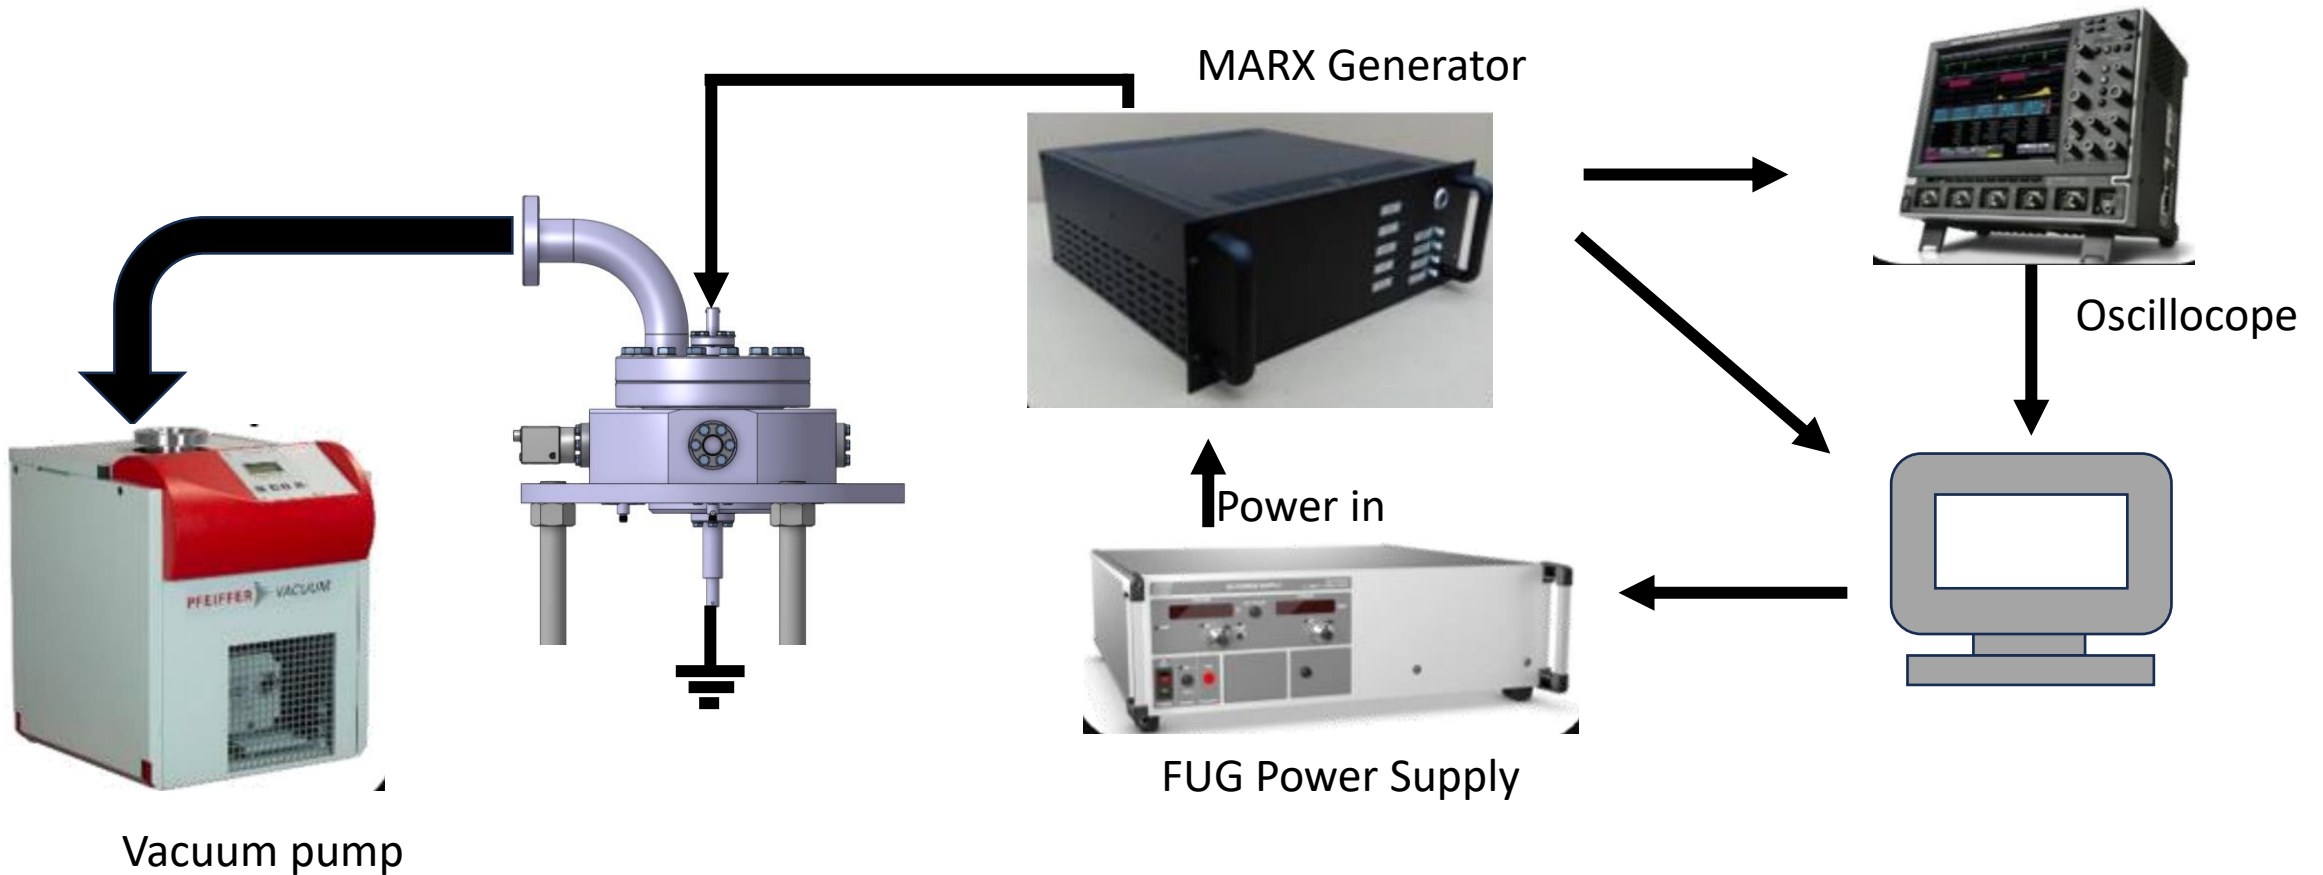 MARX Generator
Oscillocope
Power in
PFEIFFER VACUUM
FUG Power Supply
Vacuum pump